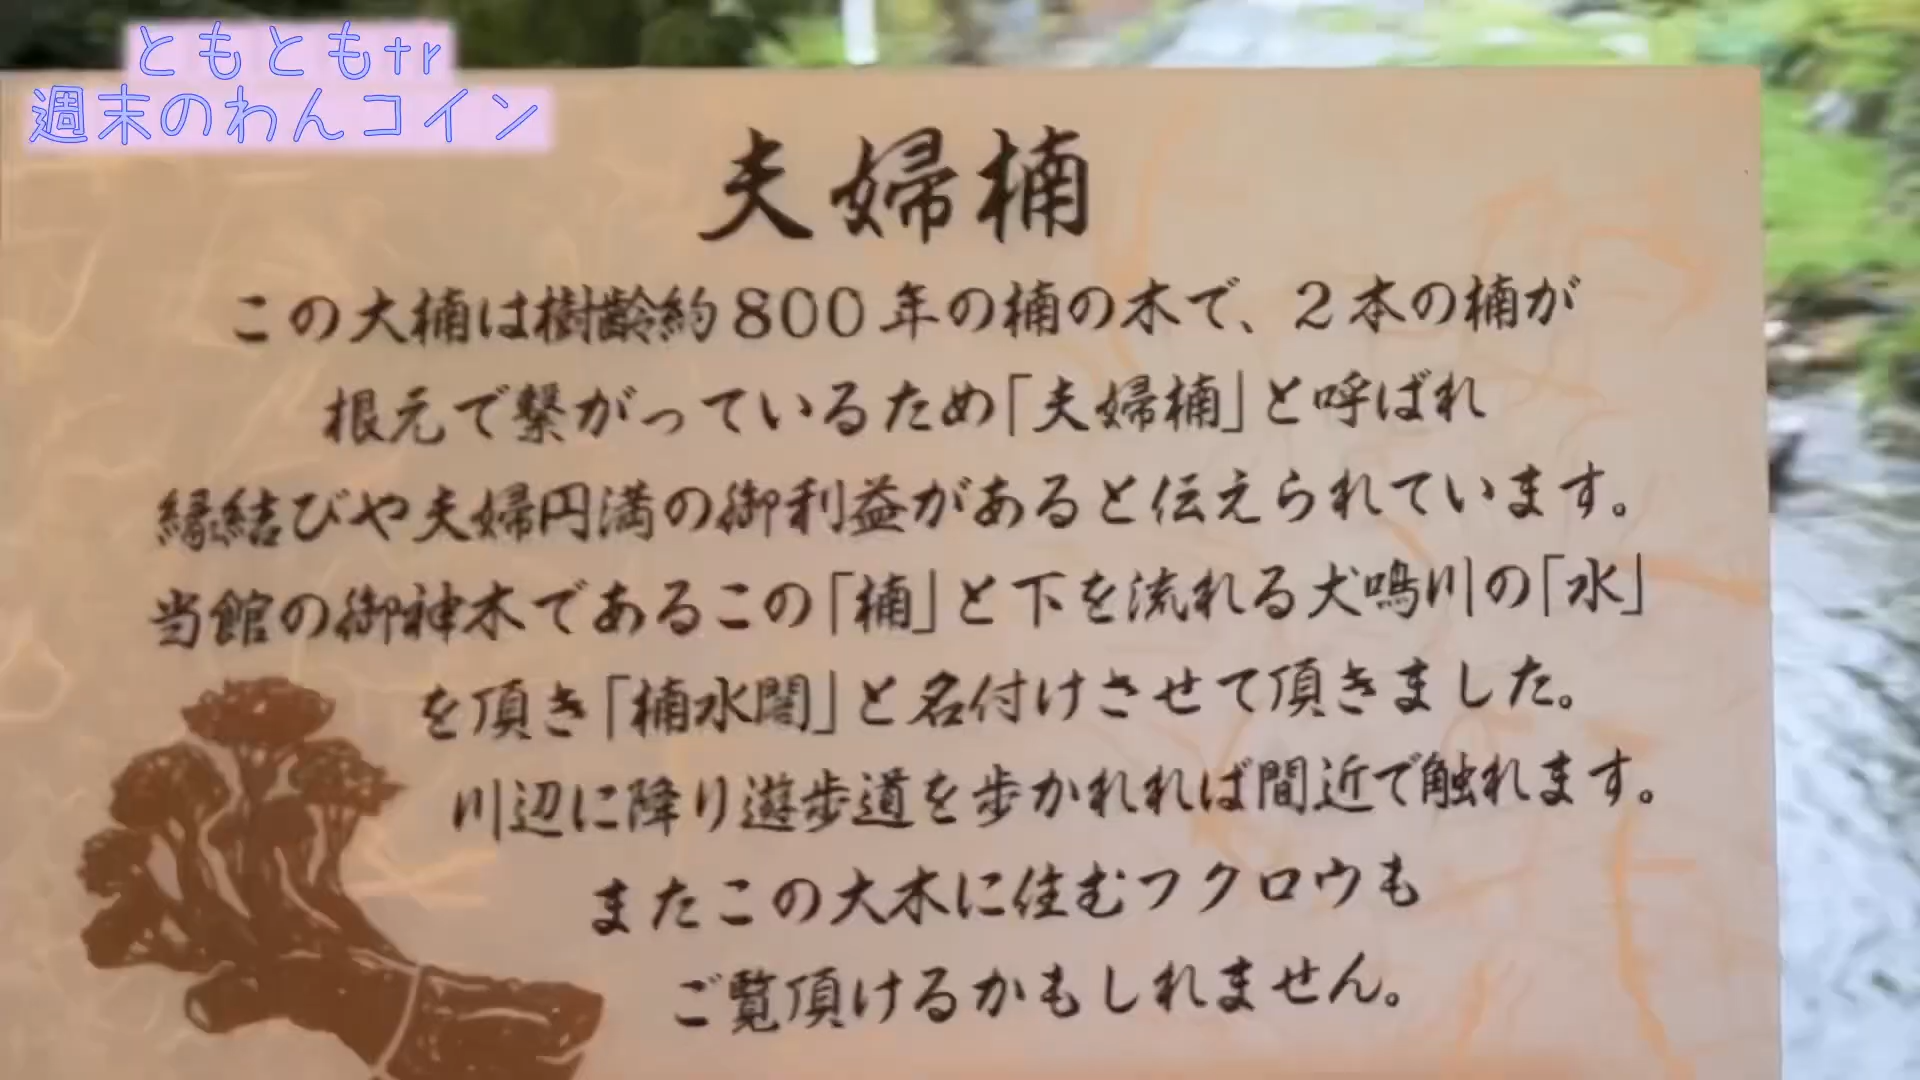 ともともtr
週末のわんコイン
夫婦楠
この大楠は樹齢約800年の楠の木で、2本の楠が
根元で繋がっているため「夫婦楠」と呼ばれ
縁結びや夫婦円満の御利益があると伝えられています。
当館の御神木であるこの「楠」と下を流れる犬鳴川の「水」
を頂き「楠水閣」と名付けさせて頂きました。
川辺に降り遊歩道を歩かれれば間近で触れます。
またこの大木に住むフクロウも
ご覧頂けるかもしれません。